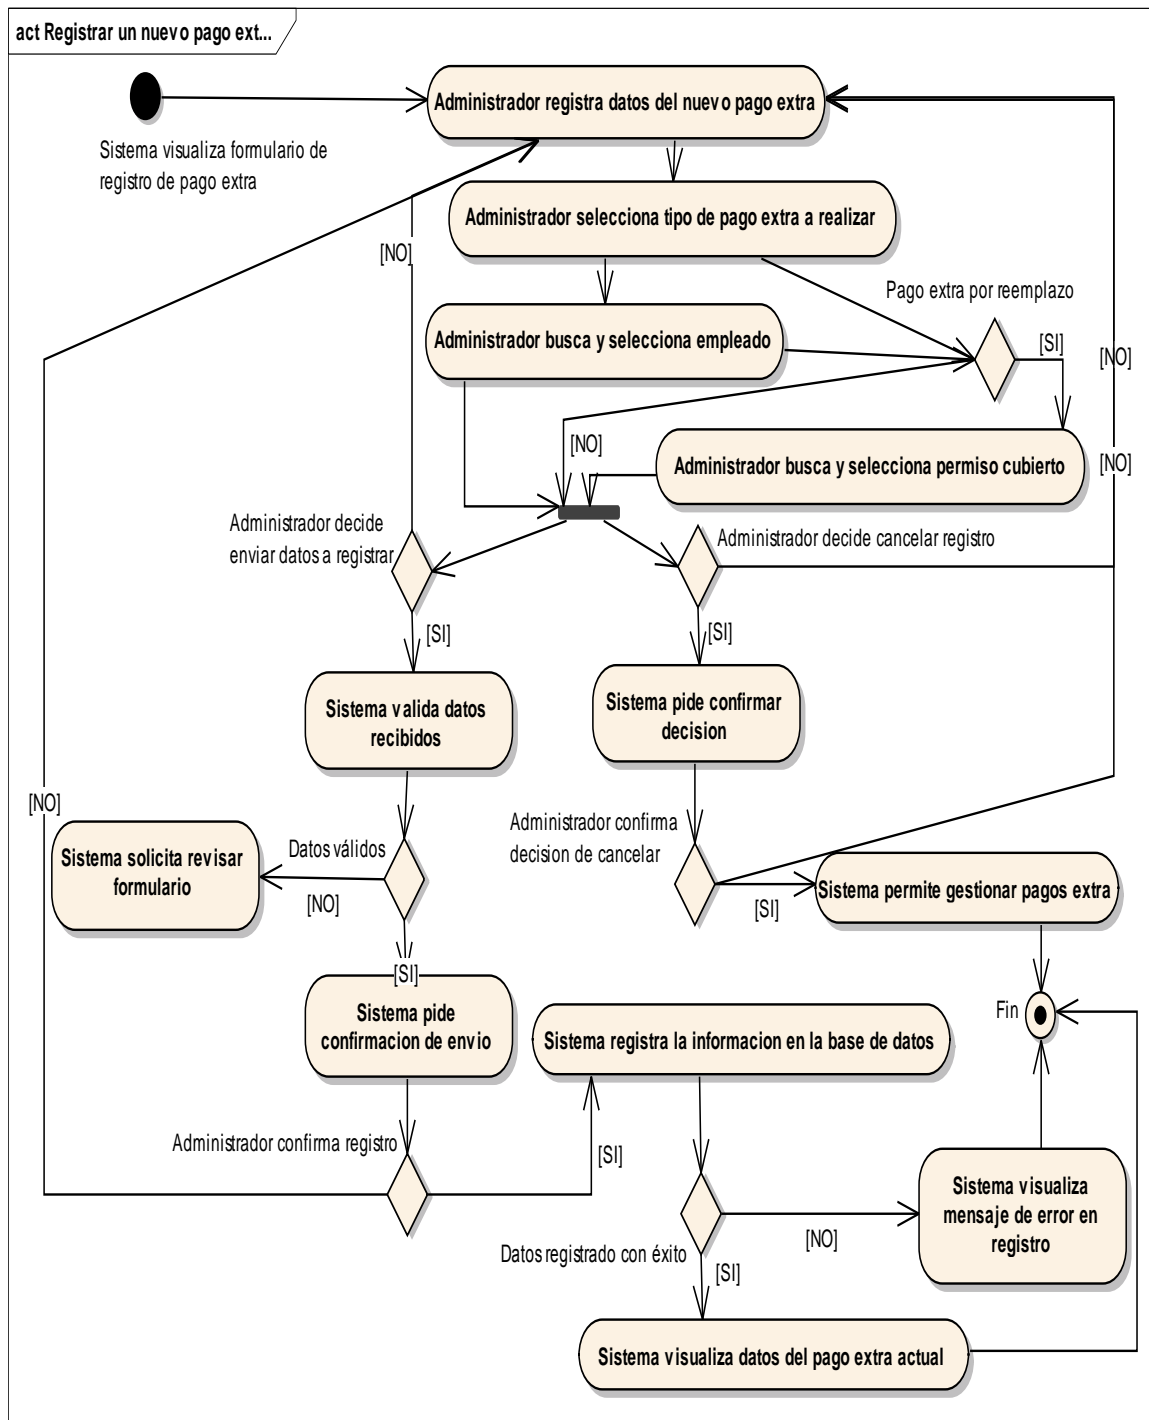 act Registrar un nuevo pago ext...
Administrador registra datos del nuevo pago extra
Sistema visualiza formulario de
registro de pago extra
Administrador selecciona tipo de pago extra a realizar
[NO]
Pago extra por reemplazo
Administrador busca y selecciona empleado
[SI]
[NO]
[NO]
Administrador busca y selecciona permiso cubierto
[NO]
Administrador decide
enviar datos a registrar
Administrador decide cancelar registro
[SI]
[SI]
Sistema valida datos
recibidos
Sistema pide confirmar
decision
[NO]
Administrador confirma
decision de cancelar
Datos válidos
Sistema solicita revisar
formulario
[NO]
[SI]
Sistema permite gestionar pagos extra
[SI]
Sistema pide
confirmacion de envio
Fin
Sistema registra la informacion en la base de datos
Administrador confirma registro
[SI]
Sistema visualiza
mensaje de error en
registro
[NO]
Datos registrado con éxito
[SI]
Sistema visualiza datos del pago extra actual